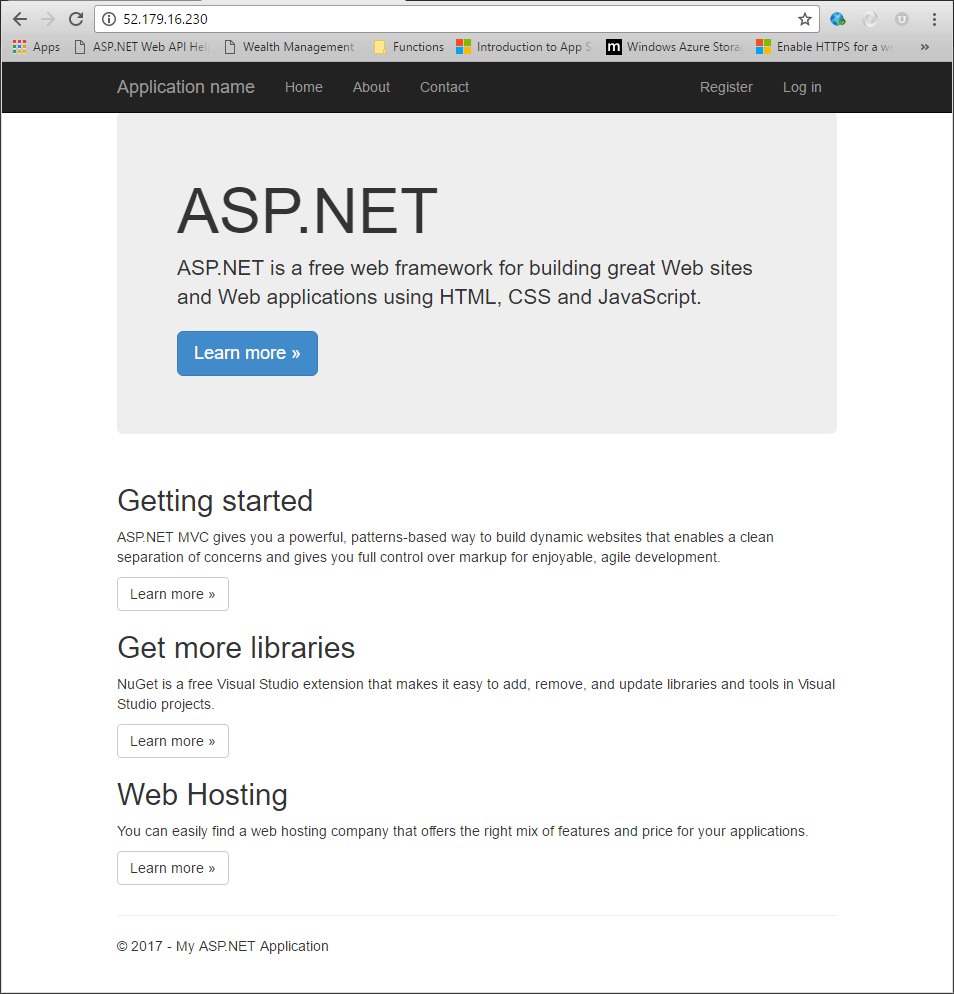 52.179.16.230
Apps ASP.NET Web API Hel Wealth Management Functions Introduction to App S m Windows Azure Stora Enable HTTPS for a we »
Application name Home About Contact Register Log in
ASP.NET
ASP.NET is a free web framework for building great Web sites
and Web applications using HTML, CSS and JavaScript.
Learn more »
Getting started
ASP.NET MVC gives you a powerful, patterns-based way to build dynamic websites that enables a clean
separation of concerns and gives you full control over markup for enjoyable, agile development.
Learn more »
Get more libraries
NuGet is a free Visual Studio extension that makes it easy to add, remove, and update libraries and tools in Visual
Studio projects.
Learn more »
Web Hosting
You can easily find a web hosting company that offers the right mix of features and price for your applications.
Learn more »
© 2017 - My ASP.NET Application